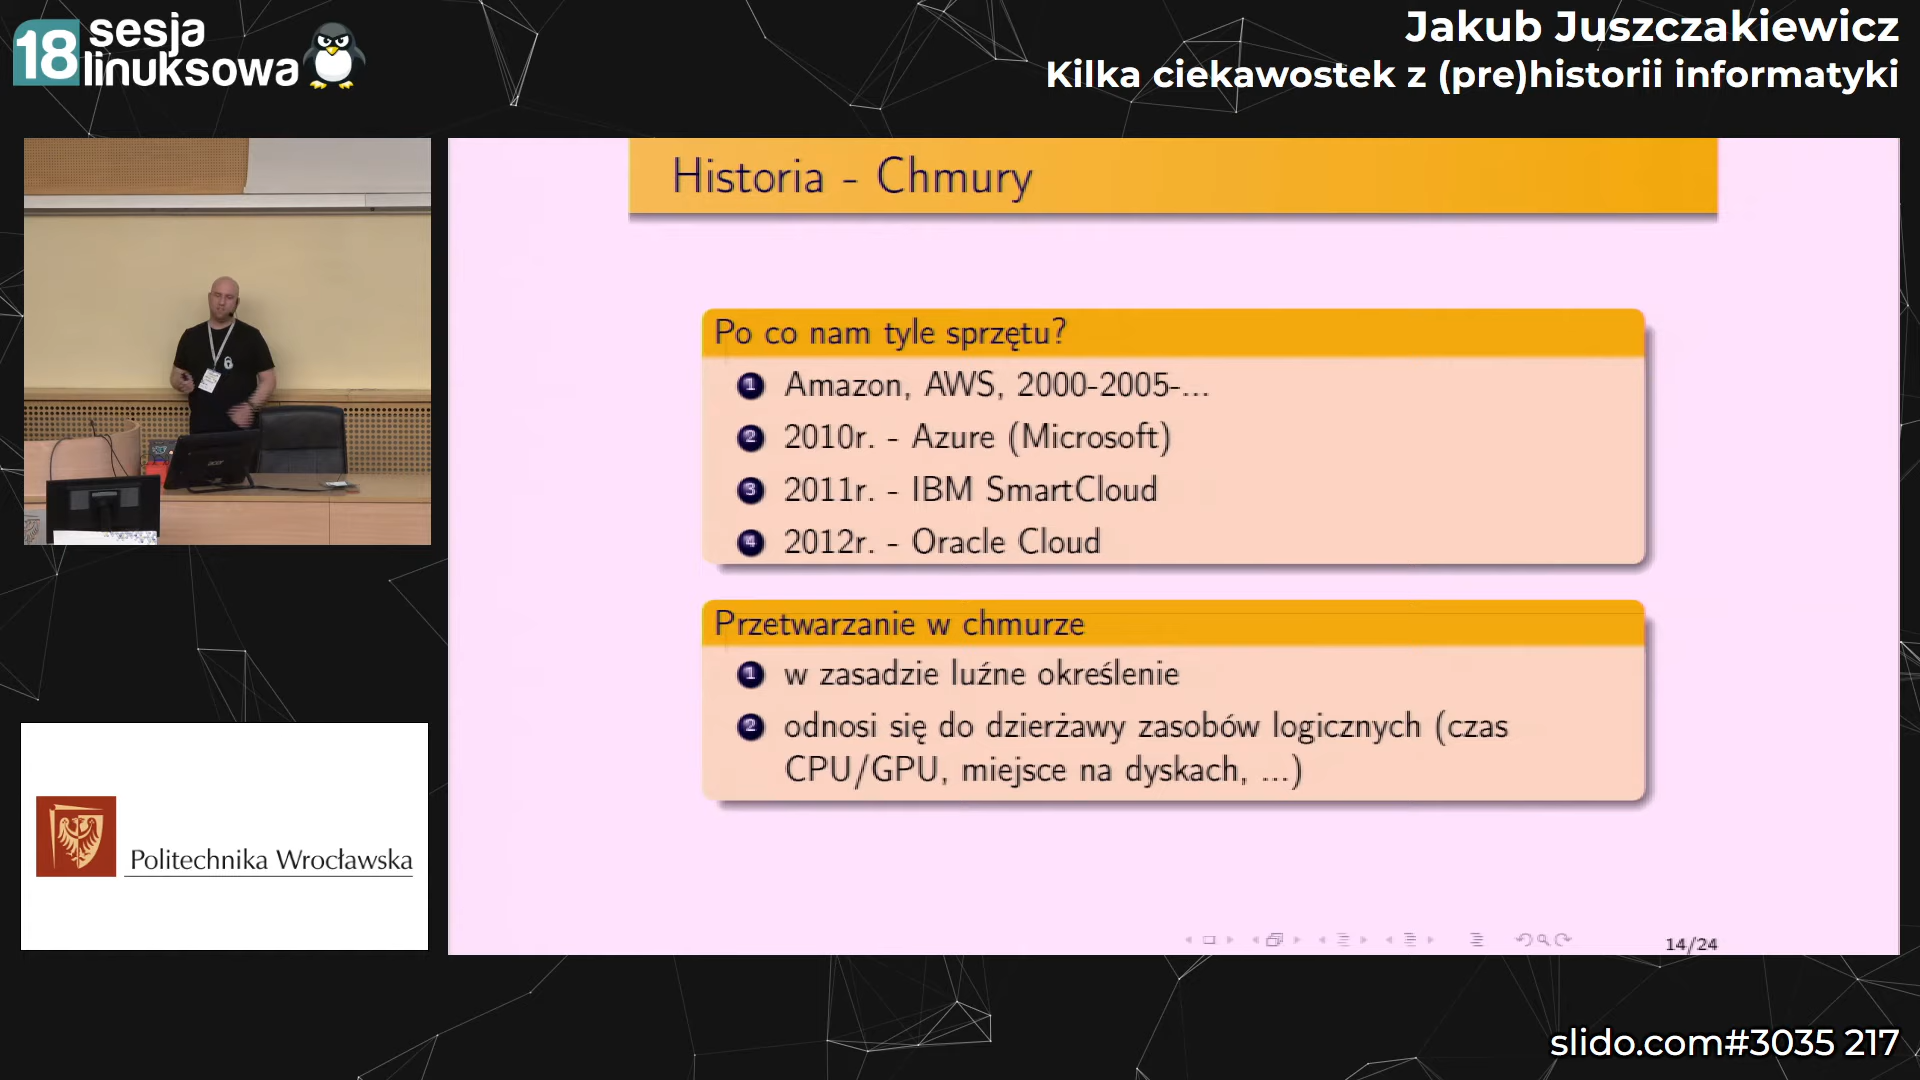 18 sesja
linuksowa
Jakub Juszczakiewicz
Kilka ciekawostek z (pre)historii informatyki
Historia - Chmury
Po co nam tyle sprzętu?
1 Amazon, AWS, 2000-2005-...
2 2010r. - Azure (Microsoft)
3 2011r. - IBM SmartCloud
4 2012r. - Oracle Cloud
Przetwarzanie w chmurze
1 w zasadzie luźne określenie
2 odnosi się do dzierżawy zasobów logicznych (czas
CPU/GPU, miejsce na dyskach, ...)
14/24
acer
Politechnika Wrocławska
slido.com#3035 217